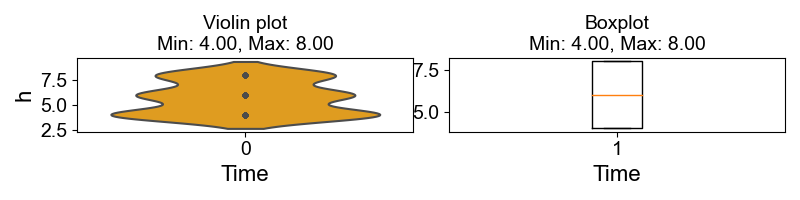 Violin plot
Min: 4.00, Max: 8.00
h
7.5
5.0
2.5
0
Time
Boxplot
Min: 4.00, Max: 8.00
7.5
5.0
1
Time